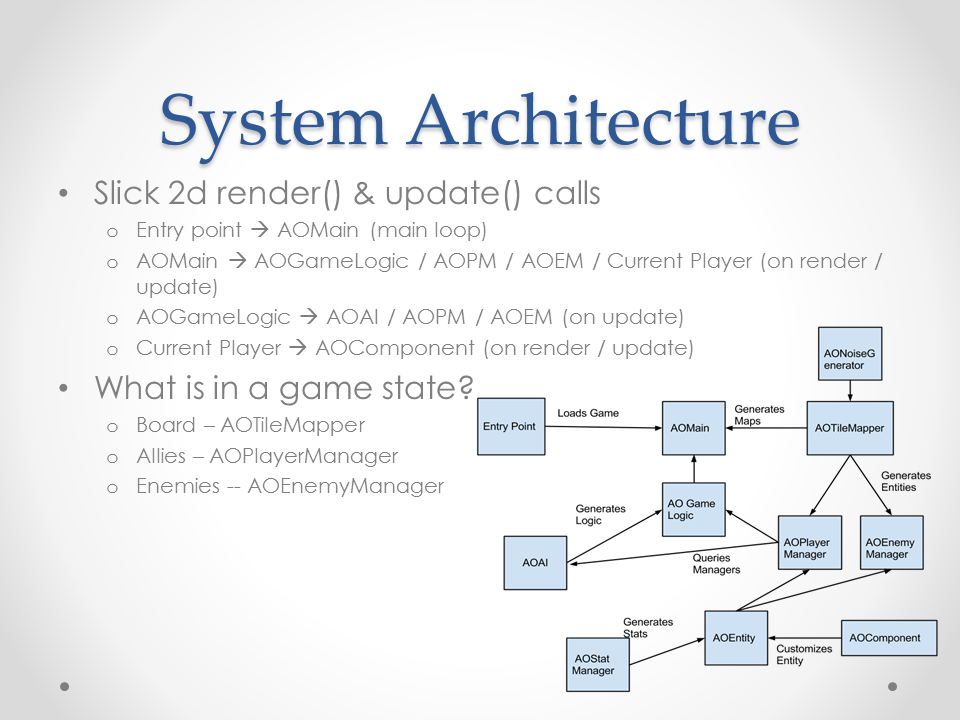 System Architecture
• Slick 2d render() & update() calls
o Entry point → AOMain (main loop)
o AOMain → AOGameLogic / AOPM / AOEM / Current Player (on render /
update)
o AOGameLogic → AOAI / AOPM / AOEM (on update)
o Current Player → AOComponent (on render / update)
• What is in a game state?
o Board – AOTileMapper
o Allies – AOPlayerManager
o Enemies -- AOEnemyManager
AONoiseG
enerator
Entry Point
Loads Game
AOMain
Generates
Maps
AOTileMapper
Generates
Entities
Generates
Logic
AO Game
Logic
AOPlayer
Manager
AOEnemy
Manager
AOAI
Queries
Managers
Generates
Stats
AOStat
Manager
AOEntity
Customizes
Entity
AOComponent